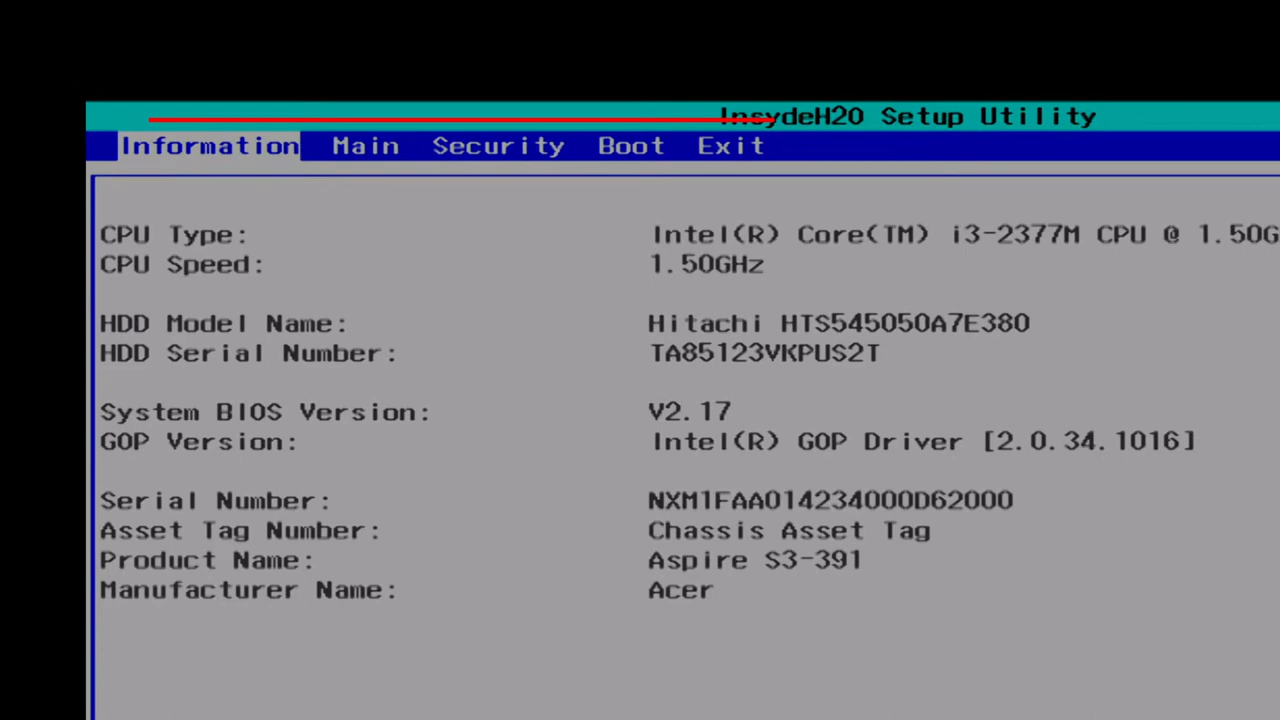 InsydeH20 Setup Utility
Information Main Security Boot Exit
CPU Type: Intel(R) Core(TM) i3-2377M CPU @ 1.50G
CPU Speed: 1.50GHz
HDD Model Name: Hitachi HTS545050A7E380
HDD Serial Number: TA85123VKPUS2T
System BIOS Version: V2.17
GOP Version: Intel(R) GOP Driver [2.0.34.1016]
Serial Number: NXM1FAA014234000D62000
Asset Tag Number: Chassis Asset Tag
Product Name: Aspire S3-391
Manufacturer Name: Acer